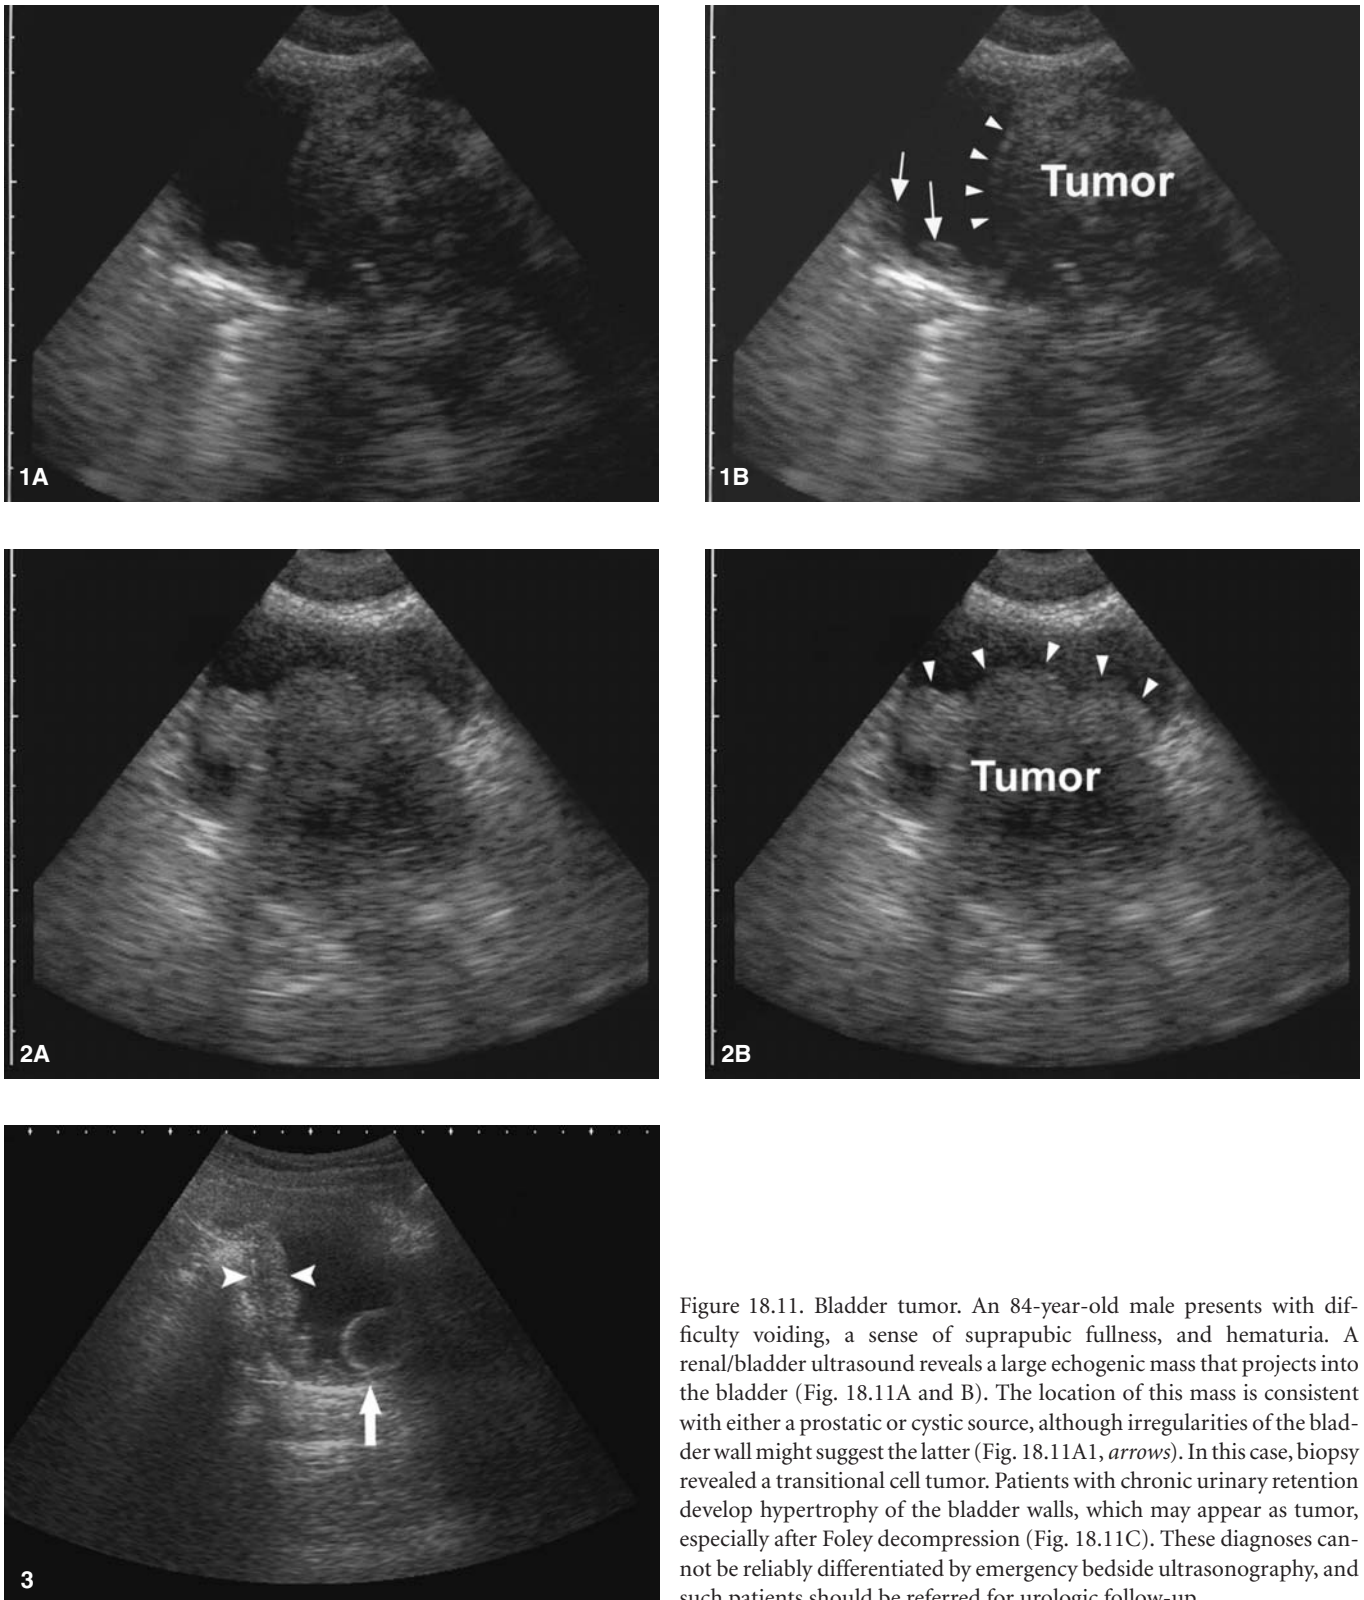 1A
Tumor
1B
2A
Tumor
2B
3
Figure 18.11. Bladder tumor. An 84-year-old male presents with dif-
ficulty voiding, a sense of suprapubic fullness, and hematuria. A
renal/bladder ultrasound reveals a large echogenic mass that projects into
the bladder (Fig. 18.11A and B). The location of this mass is consistent
with either a prostatic or cystic source, although irregularities of the blad-
der wall might suggest the latter (Fig. 18.11A1, arrows). In this case, biopsy
revealed a transitional cell tumor. Patients with chronic urinary retention
develop hypertrophy of the bladder walls, which may appear as tumor,
especially after Foley decompression (Fig. 18.11C). These diagnoses can-
not be reliably differentiated by emergency bedside ultrasonography, and
such patients should be referred for urologic follow-up.